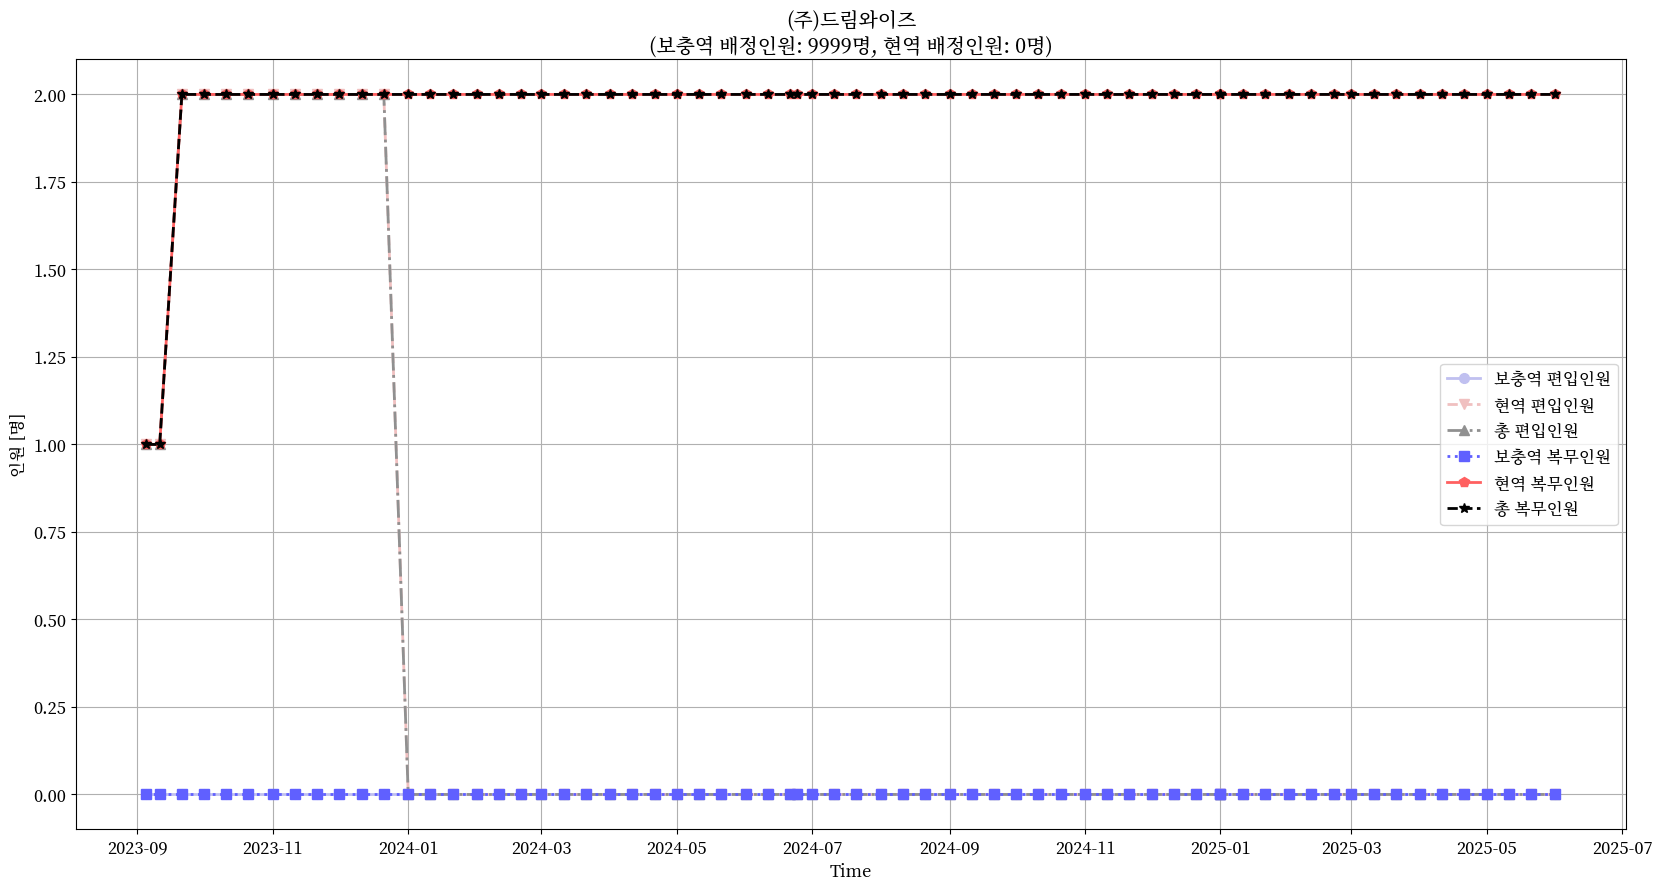 (주)드림와이즈
(보충역 배정인원: 9999명, 현역 배정인원: 0명)
인원 [명]
2.00
1.75
1.50
1.25
1.00
0.75
0.50
0.25
0.00
보충역 편입인원
현역 편입인원
총 편입인원
보충역 복무인원
현역 복무인원
총 복무인원
2023-09 2023-11 2024-01 2024-03 2024-05 2024-07 2024-09 2024-11 2025-01 2025-03 2025-05 2025-07
Time